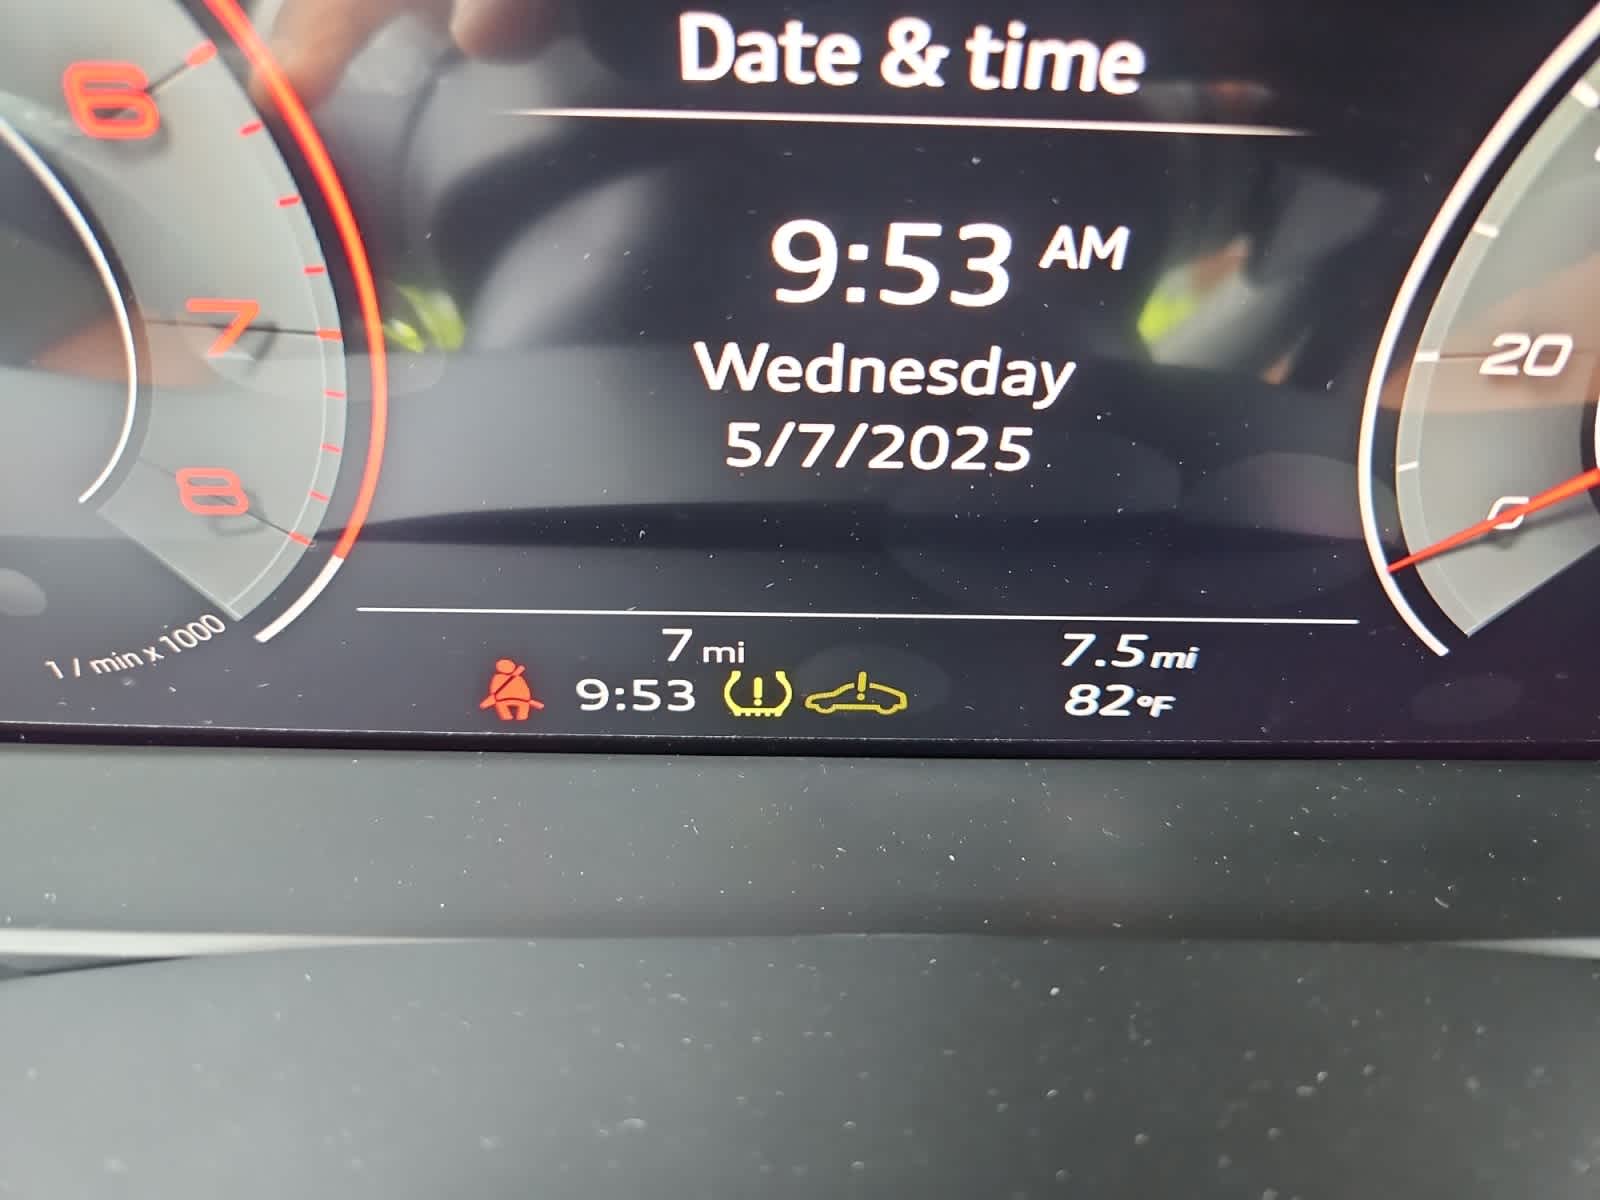 Date & time
6
9:53 AM
7
Wednesday
20
5/7/2025
8
0
1 / min x 1000
7 mi
7.5 mi
9:53
82°F